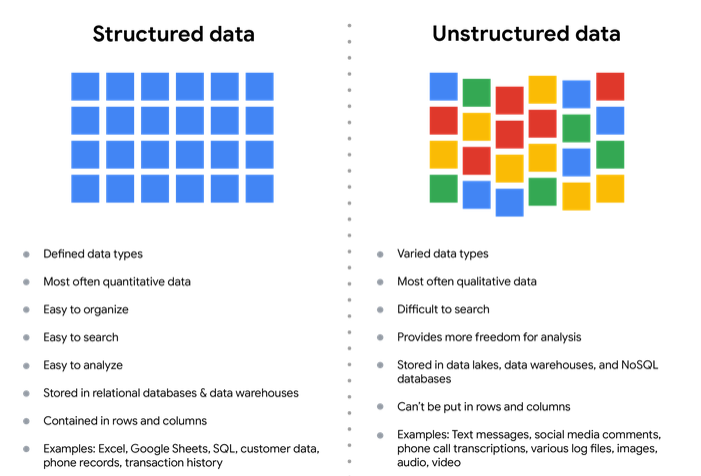 Structured data
Defined data types
Most often quantitative data
Easy to organize
Easy to search
Easy to analyze
Stored in relational databases & data warehouses
Contained in rows and columns
Examples: Excel, Google Sheets, SQL, customer data,
phone records, transaction history
Unstructured data
Varied data types
Most often qualitative data
Difficult to search
Provides more freedom for analysis
Stored in data lakes, data warehouses, and NoSQL
databases
Can't be put in rows and columns
Examples: Text messages, social media comments,
phone call transcriptions, various log files, images,
audio, video